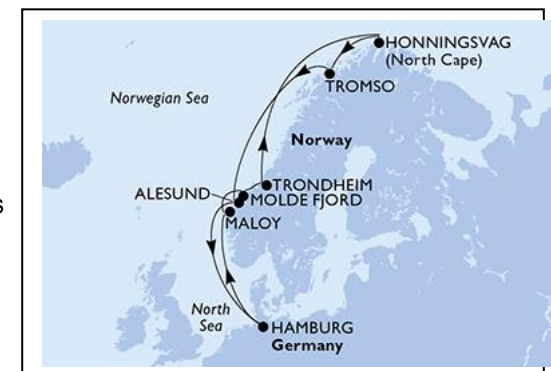 HONNINGSVAG
(North Cape)
TROMSO
Norwegian Sea
Norway
TRONDHEIM
ALESUND
MOLDE FJORD
MALOY
s
North
Sea
HAMBURG
Germany